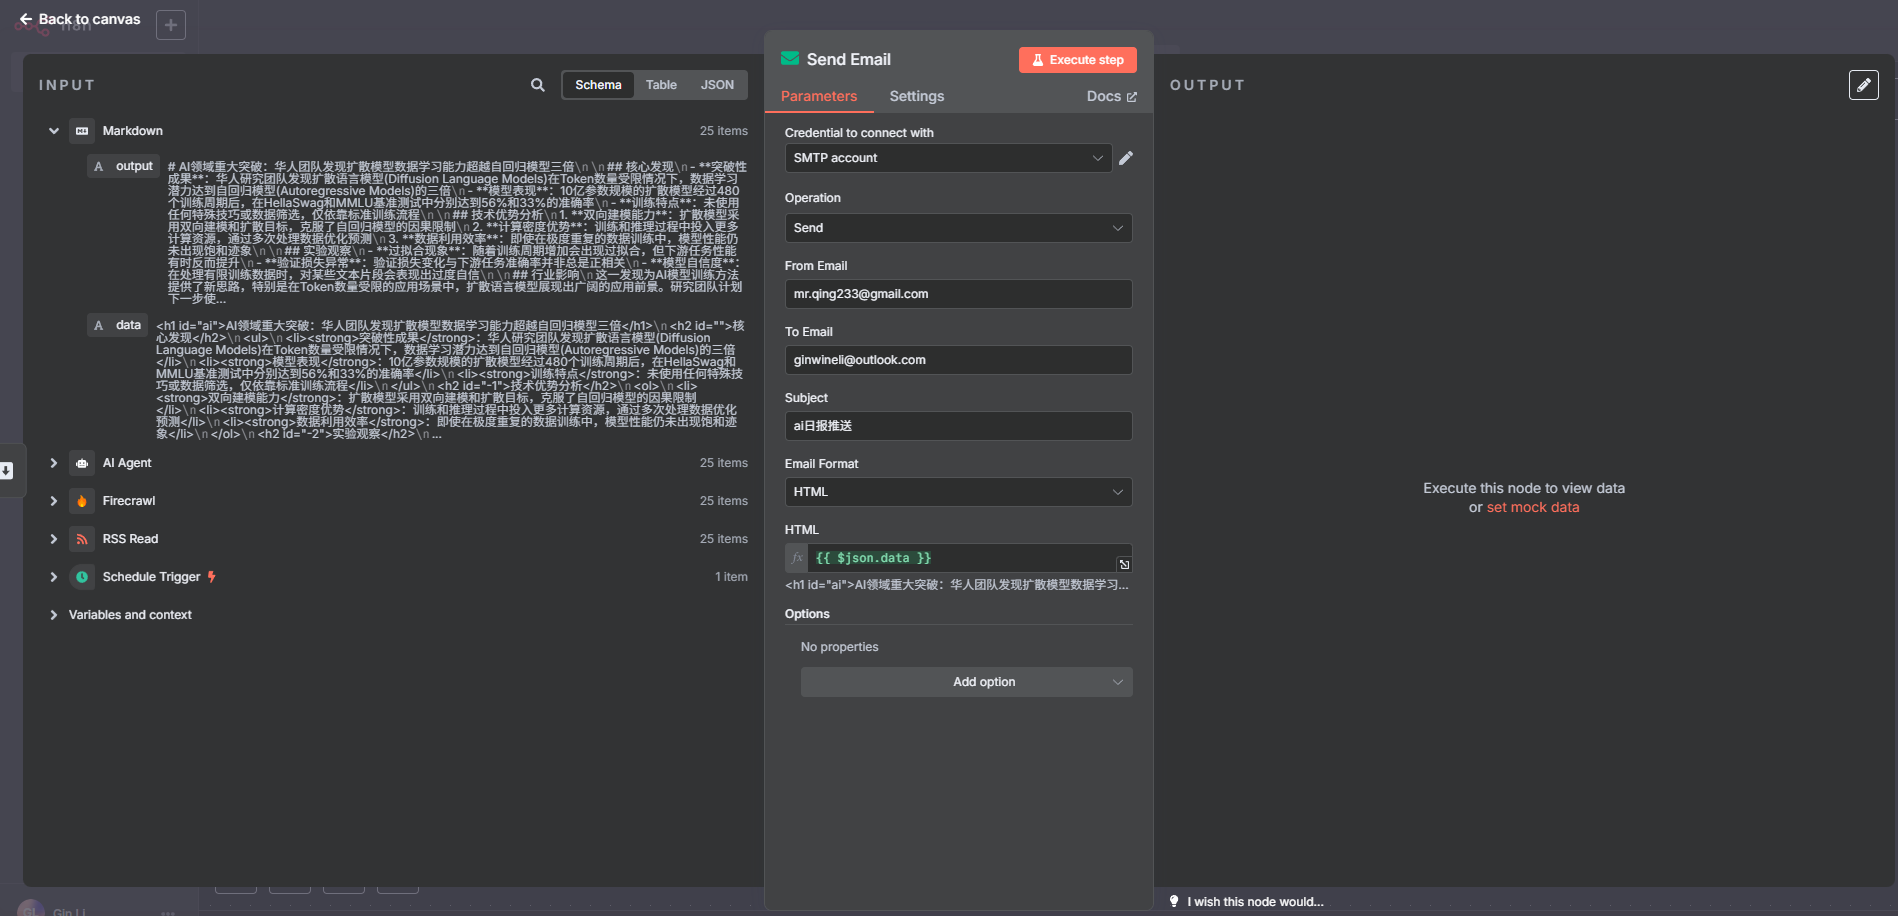 Back to canvas
n8n
INPUT
Schema
Table
JSON
Markdown
25 items
A output
# AI领域重大突破：华人团队发现扩散模型数据学习能力超越自回归模型三倍\n \n ## 核心发现\n - **突破性
成果**：华人研究团队发现扩散语言模型(Diffusion Language Models)在Token数量受限情况下，数据学习
潜力达到自回归模型(Autoregressive Models)的三倍\n - **模型表现**：10亿参数规模的扩散模型经过480
个训练周期后，在HellaSwag和MMLU基准测试中分别达到56%和33%的准确率\n - **训练特点**：未使用
任何特殊技巧或数据筛选，仅依靠标准训练流程\n \n ## 技术优势分析\n 1. **双向建模能力**：扩散模型采
用双向建模和扩散目标，克服了自回归模型的因果限制\n 2. **计算密度优势**：训练和推理过程中投入更多
计算资源，通过多次处理数据优化预测\n 3. **数据利用效率**：即使在极度重复的数据训练中，模型性能仍
未出现饱和迹象\n \n ## 实验观察\n - **过拟合现象**：随着训练周期增加会出现过拟合，但下游任务性能
有时反而提升\n - **验证损失异常**：验证损失变化与下游任务准确率并非总是正相关\n - **模型自信度**：
在处理有限训练数据时，对某些文本片段会表现出过度自信\n \n ## 行业影响\n 这一发现为AI模型训练方法
提供了新思路，特别是在Token数量受限的应用场景中，扩散语言模型展现出广阔的应用前景。研究团队计划
下一步使...
A data
<h1 id="ai">AI领域重大突破：华人团队发现扩散模型数据学习能力超越自回归模型三倍</h1>\n <h2 id="">核
心发现</h2>\n <ul>\n <li><strong>突破性成果</strong>：华人研究团队发现扩散语言模型(Diffusion
Language Models)在Token数量受限情况下，数据学习潜力达到自回归模型(Autoregressive Models)的三倍
</li>\n <li><strong>模型表现</strong>：10亿参数规模的扩散模型经过480个训练周期后，在HellaSwag和
MMLU基准测试中分别达到56%和33%的准确率</li>\n <li><strong>训练特点</strong>：未使用任何特殊技
巧或数据筛选，仅依靠标准训练流程</li>\n </ul>\n <h2 id="-1">技术优势分析</h2>\n <ol>\n <li>
<strong>双向建模能力</strong>：扩散模型采用双向建模和扩散目标，克服了自回归模型的因果限制
</li>\n <li><strong>计算密度优势</strong>：训练和推理过程中投入更多计算资源，通过多次处理数据优化
预测</li>\n <li><strong>数据利用效率</strong>：即使在极度重复的数据训练中，模型性能仍未出现饱和迹
象</li>\n </ol>\n <h2 id="-2">实验观察</h2>\n ...
AI Agent
25 items
Firecrawl
25 items
RSS Read
25 items
Schedule Trigger
1 item
Variables and context
Send Email
Execute step
Parameters
Settings
Docs
Credential to connect with
SMTP account
Operation
Send
From Email
mr.qing233@gmail.com
To Email
ginwineli@outlook.com
Subject
ai日报推送
Email Format
HTML
HTML
fx {{ $json.data }}
<h1 id="ai">AI领域重大突破：华人团队发现扩散模型数据学习...
Options
No properties
Add option
OUTPUT
Execute this node to view data
or set mock data
I wish this node would...
GL Gin Li